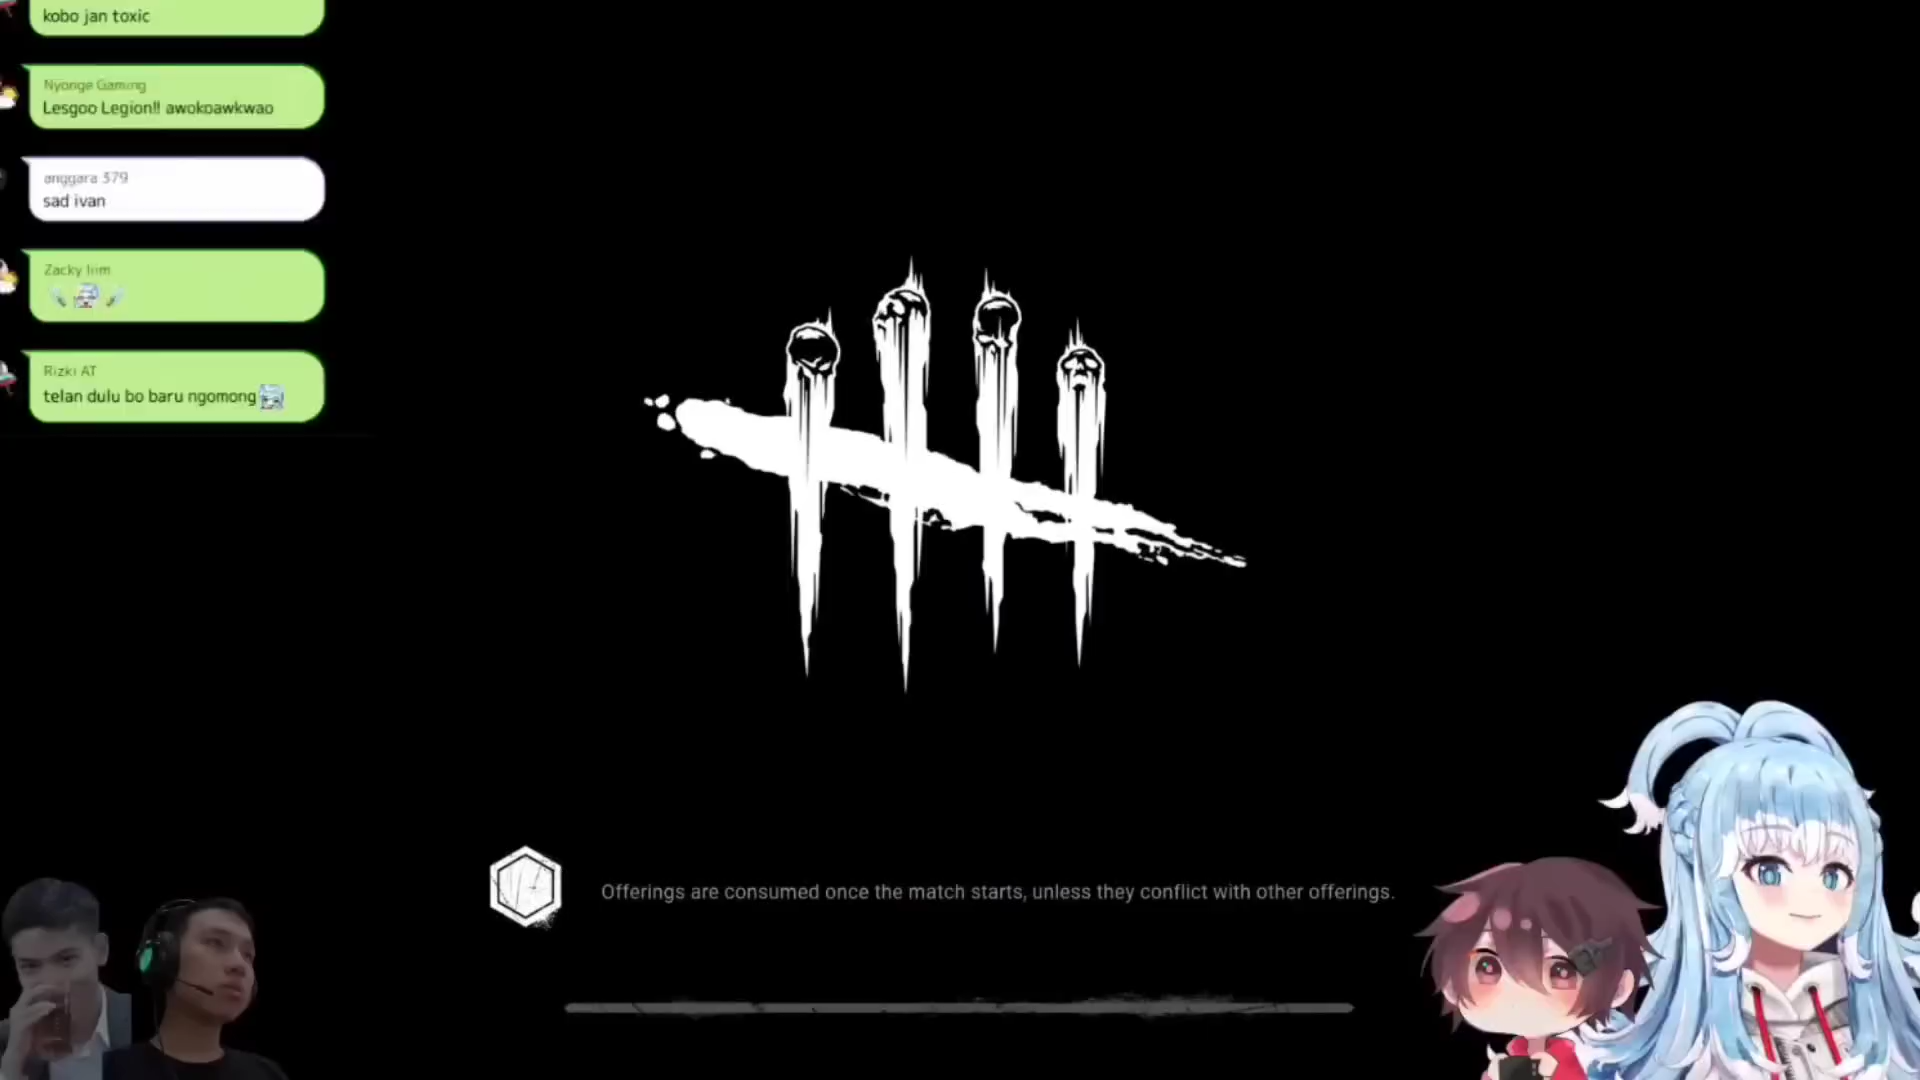 kobo jan toxic
Nyonge Gaming
Lesgoo Legion!! awokoawkwao
anggara 379
sad ivan
Zacky Irim
Rizki AT
telan dulu bo baru ngomong
Offerings are consumed once the match starts, unless they conflict with other offerings.